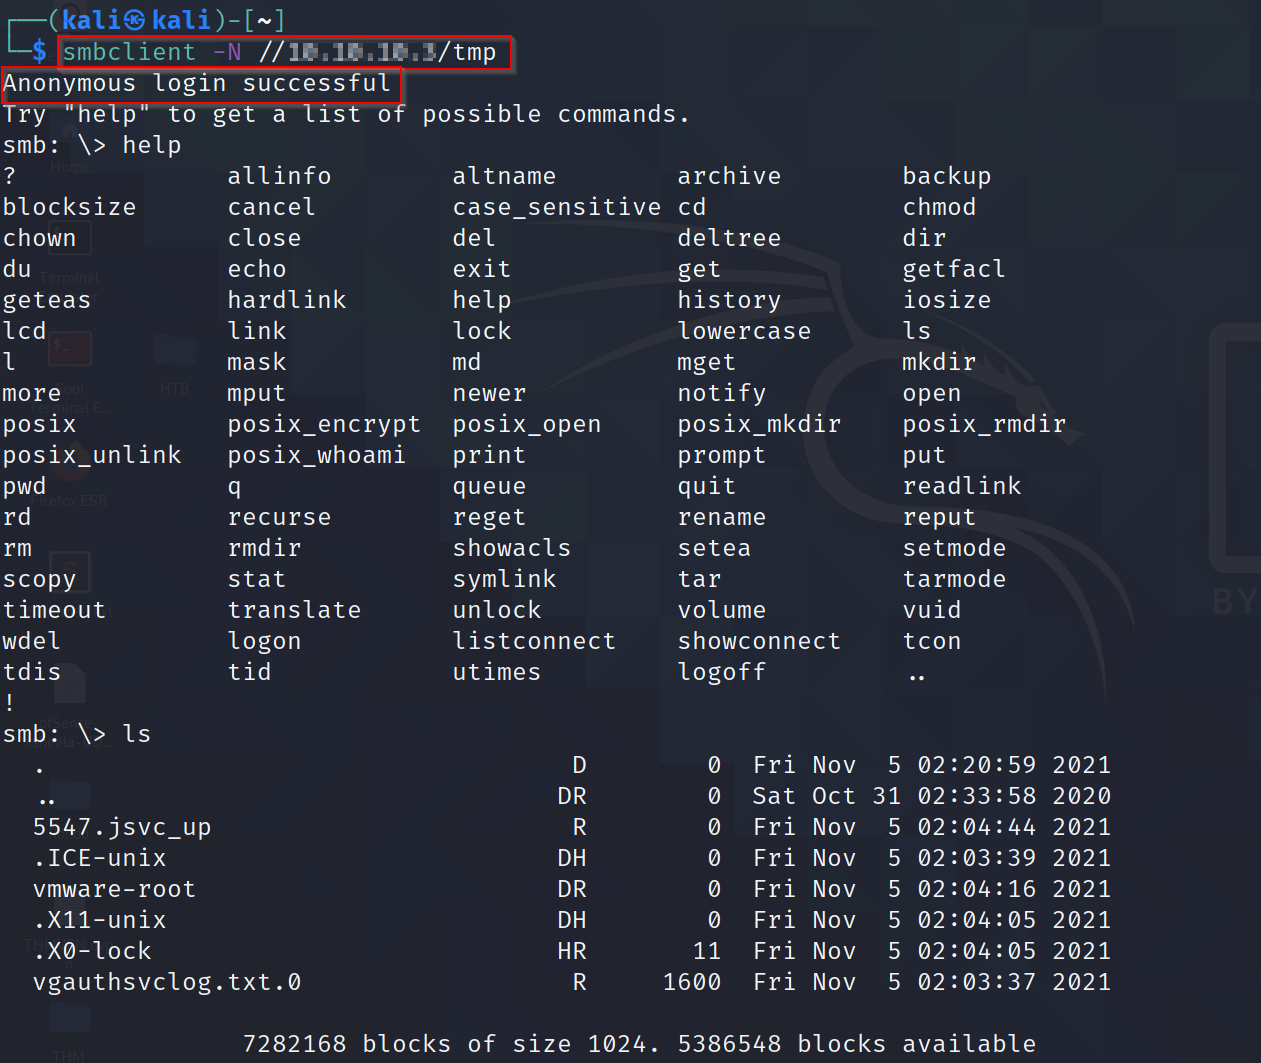 (kali㉿kali)-[~]
$ smbclient -N // /tmp
Anonymous login successful
Try "help" to get a list of possible commands.
smb: \> help
? allinfo altname archive backup
blocksize cancel case_sensitive cd chmod
chown close del deltree dir
du echo exit get getfacl
geteas hardlink help history iosize
lcd link lock lowercase ls
l mask md mget mkdir
more mput newer notify open
posix posix_encrypt posix_open posix_mkdir posix_rmdir
posix_unlink posix_whoami print prompt put
pwd q queue quit readlink
rd recurse reget rename reput
rm rmdir showacls setea setmode
scopy stat symlink tar tarmode
timeout translate unlock volume vuid
wdel logon listconnect showconnect tcon
tdis tid utimes logoff ..
!
smb: \> ls
. D 0 Fri Nov 5 02:20:59 2021
.. DR 0 Sat Oct 31 02:33:58 2020
5547.jsvc_up R 0 Fri Nov 5 02:04:44 2021
.ICE-unix DH 0 Fri Nov 5 02:03:39 2021
vmware-root DR 0 Fri Nov 5 02:04:16 2021
.X11-unix DH 0 Fri Nov 5 02:04:05 2021
.X0-lock HR 11 Fri Nov 5 02:04:05 2021
vgauthsvclog.txt.0 R 1600 Fri Nov 5 02:03:37 2021
7282168 blocks of size 1024. 5386548 blocks available
Home
Terminal
Root
Terminal E...
HTB
Firefox ESR
BY
THM